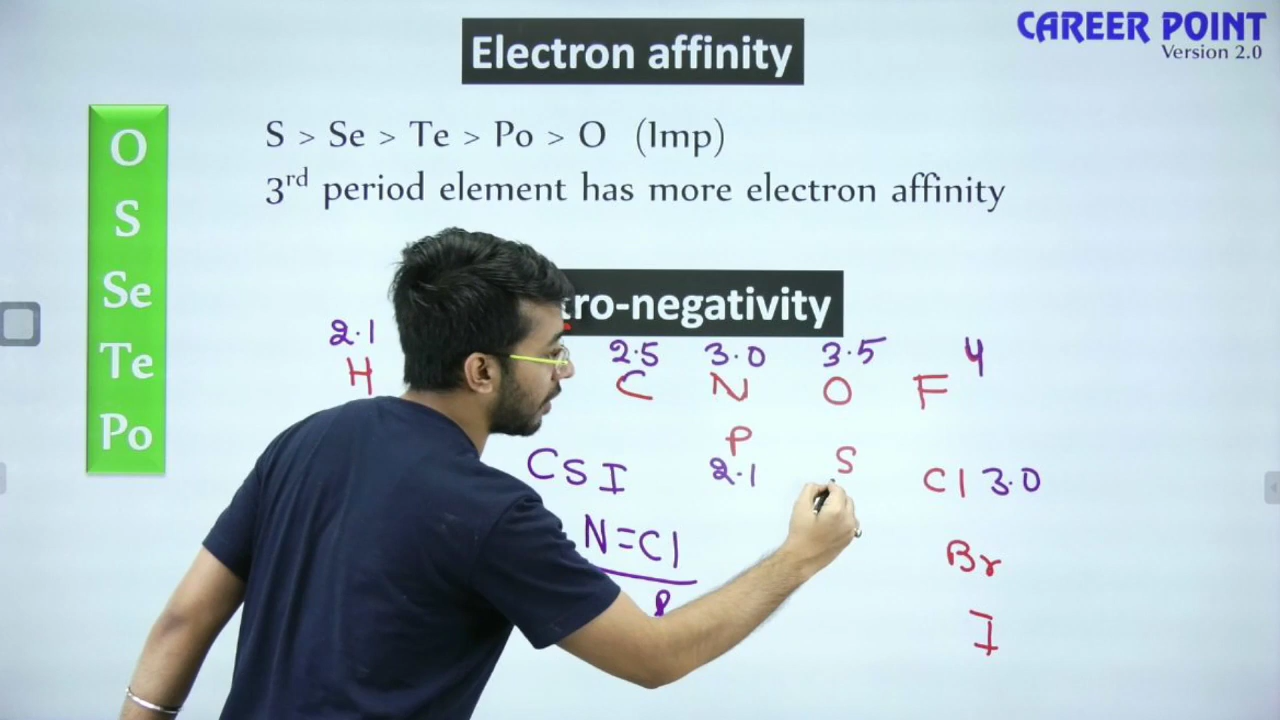 Electron affinity
CAREER POINT
Version 2.0
O
S
Se
Te
Po
S > Se > Te > Po > O (Imp)
3rd period element has more electron affinity
tro-negativity
2.1 2.5 3.0 3.5 4
H C N O F
P S
CSI 2.1 Cl 3.0
N=Cl
Br
I